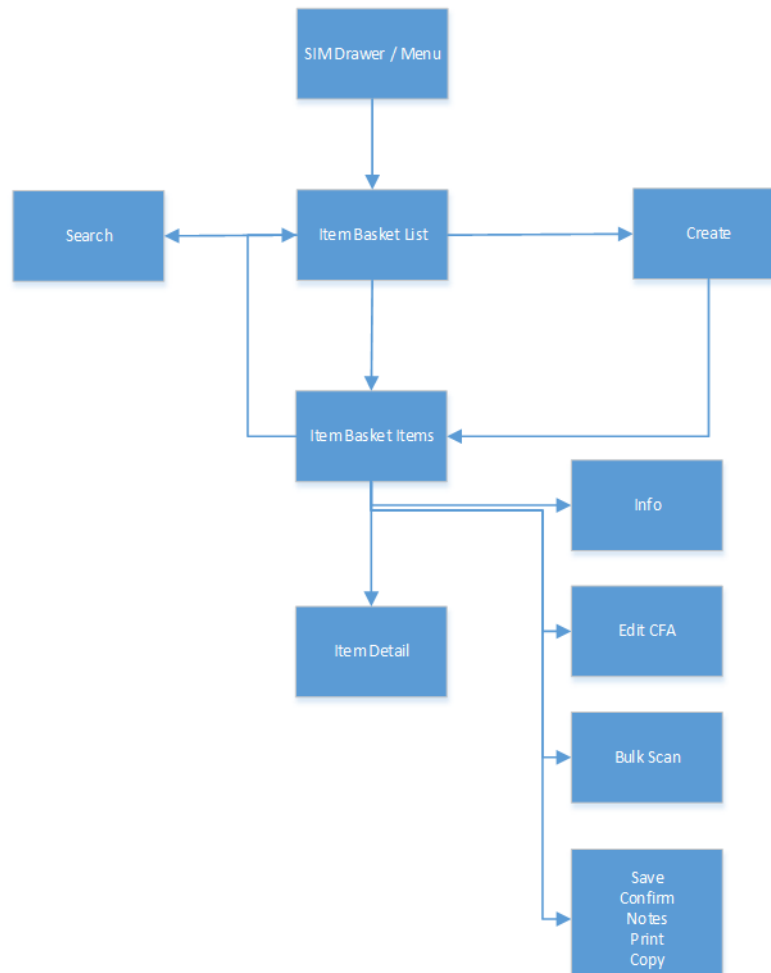 SIM Drawer / Menu
Search
Item Basket List
Create
Item Basket Items
Info
Edit CFA
Item Detail
Bulk Scan
Save
Confirm
Notes
Print
Copy